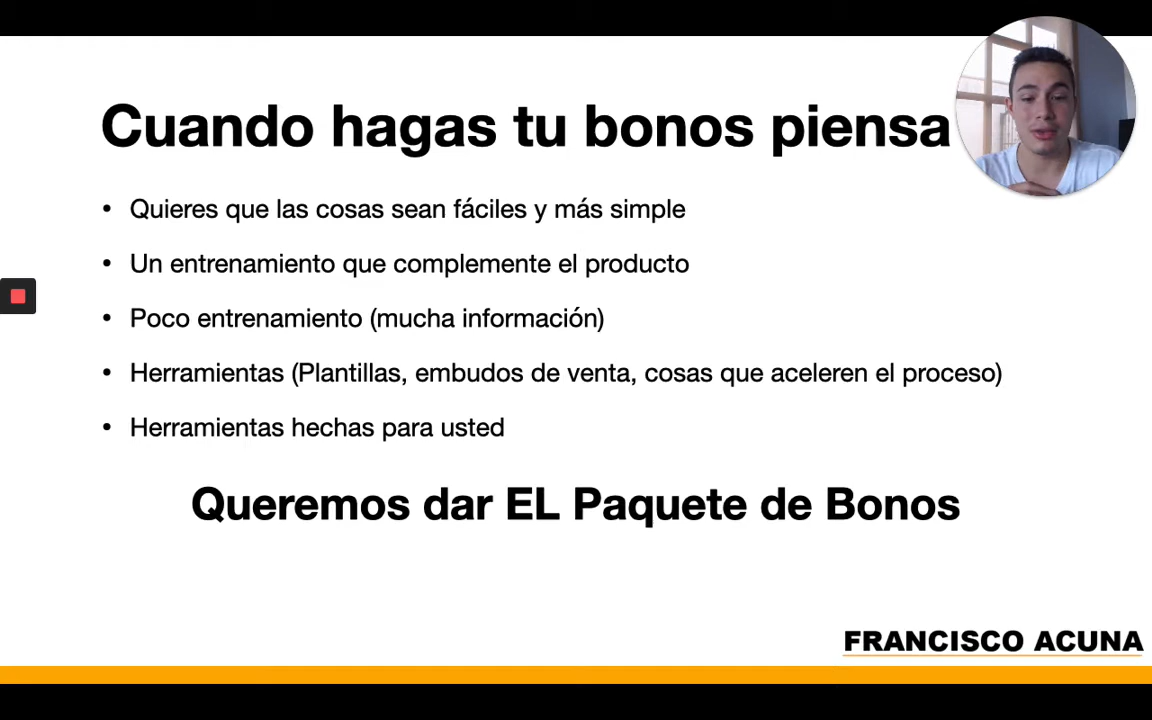 Cuando hagas tu bonos piensa
• Quieres que las cosas sean fáciles y más simple
• Un entrenamiento que complemente el producto
• Poco entrenamiento (mucha información)
• Herramientas (Plantillas, embudos de venta, cosas que aceleren el proceso)
• Herramientas hechas para usted
Queremos dar EL Paquete de Bonos
FRANCISCO ACUNA